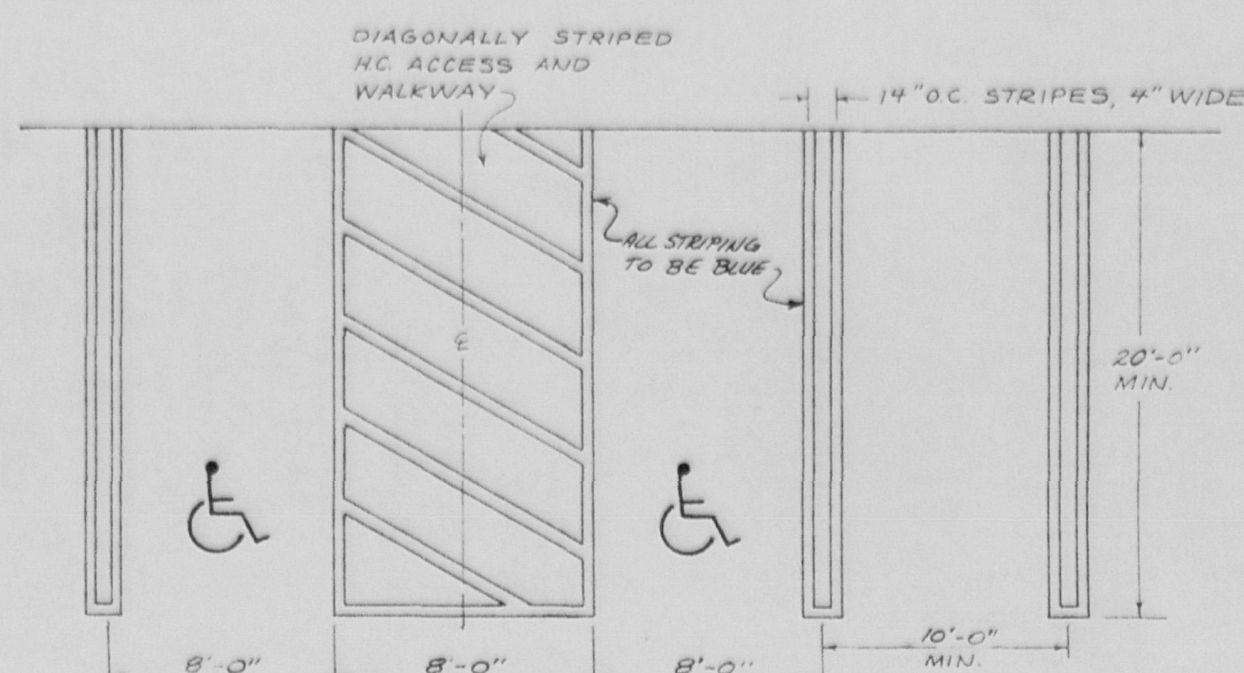 DIAGONALLY STRIPED
H.C. ACCESS AND
WALKWAY
14" O.C. STRIPES, 4" WIDE
ALL STRIPING
TO BE BLUE
℄
20'-0"
MIN.
10'-0"
MIN.
8'-0" 8'-0" 8'-0"